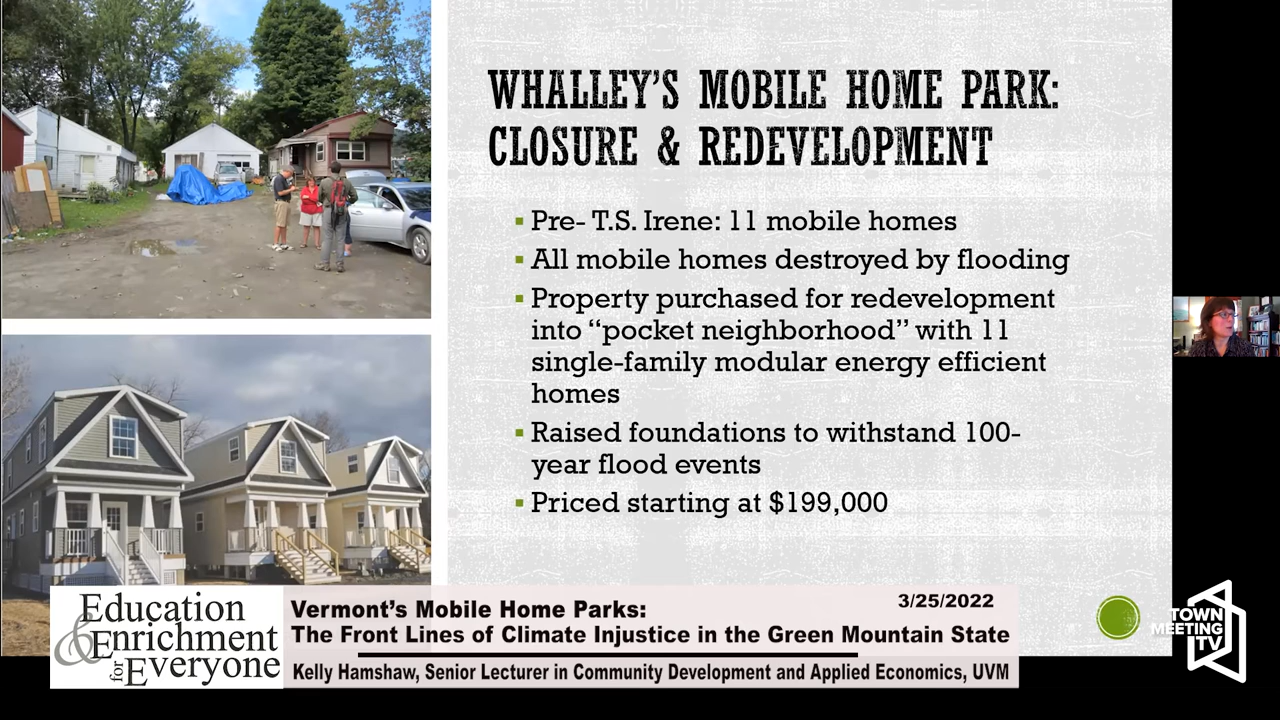 WHALLEY'S MOBILE HOME PARK:
CLOSURE & REDEVELOPMENT
▪ Pre- T.S. Irene: 11 mobile homes
▪ All mobile homes destroyed by flooding
▪ Property purchased for redevelopment
into “pocket neighborhood” with 11
single-family modular energy efficient
homes
▪ Raised foundations to withstand 100-
year flood events
▪ Priced starting at $199,000
Education
& Enrichment
for Everyone
Vermont's Mobile Home Parks:
3/25/2022
The Front Lines of Climate Injustice in the Green Mountain State
Kelly Hamshaw, Senior Lecturer in Community Development and Applied Economics, UVM
TOWN
MEETING
TV